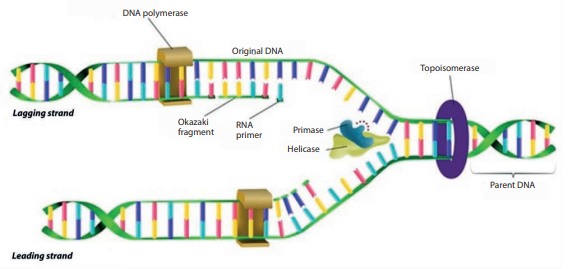 DNA polymerase
Original DNA
Topoisomerase
Lagging strand
Okazaki
fragment
RNA
primer
Primase
Helicase
Parent DNA
Leading strand